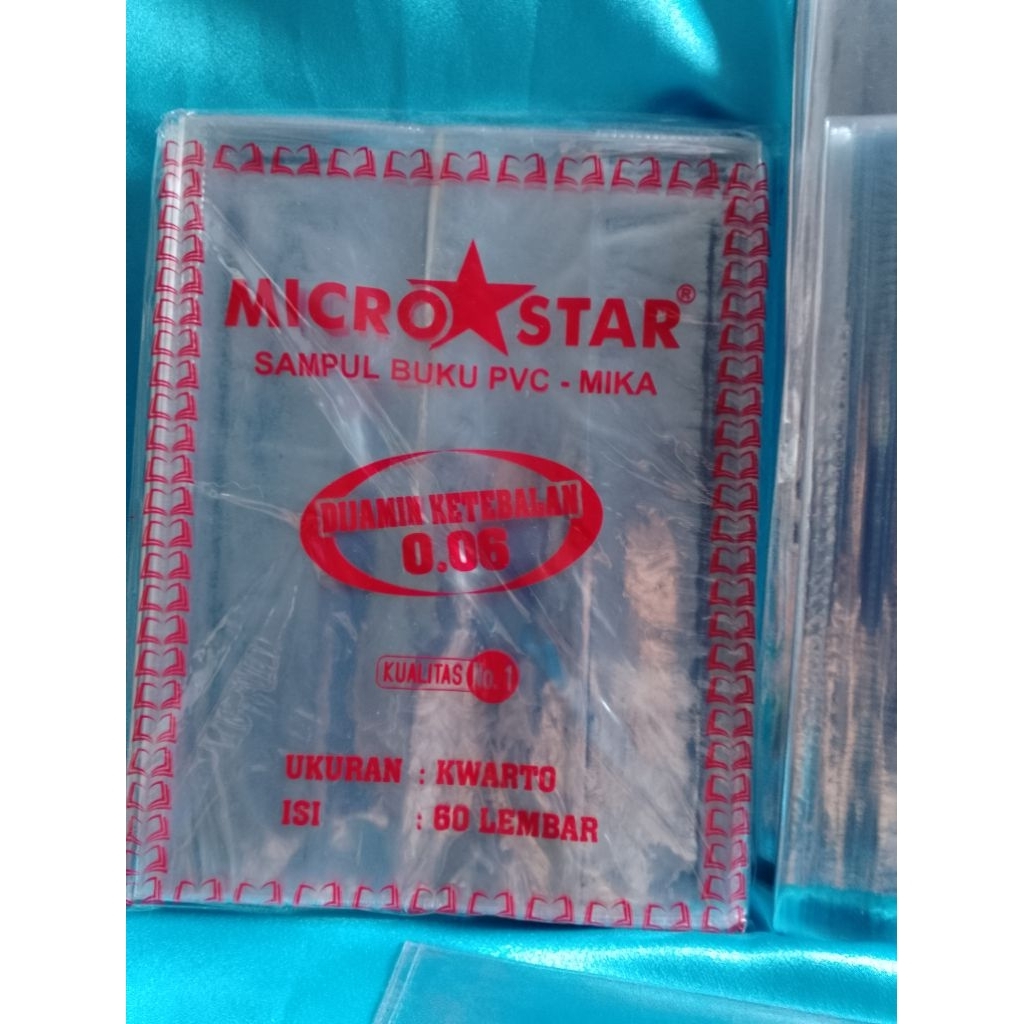 MICRO STAR®
SAMPUL BUKU PVC - MIKA
DIJAMIN KETEBALAN
0.06
KUALITAS No. 1
UKURAN : KWARTO
ISI : 60 LEMBAR